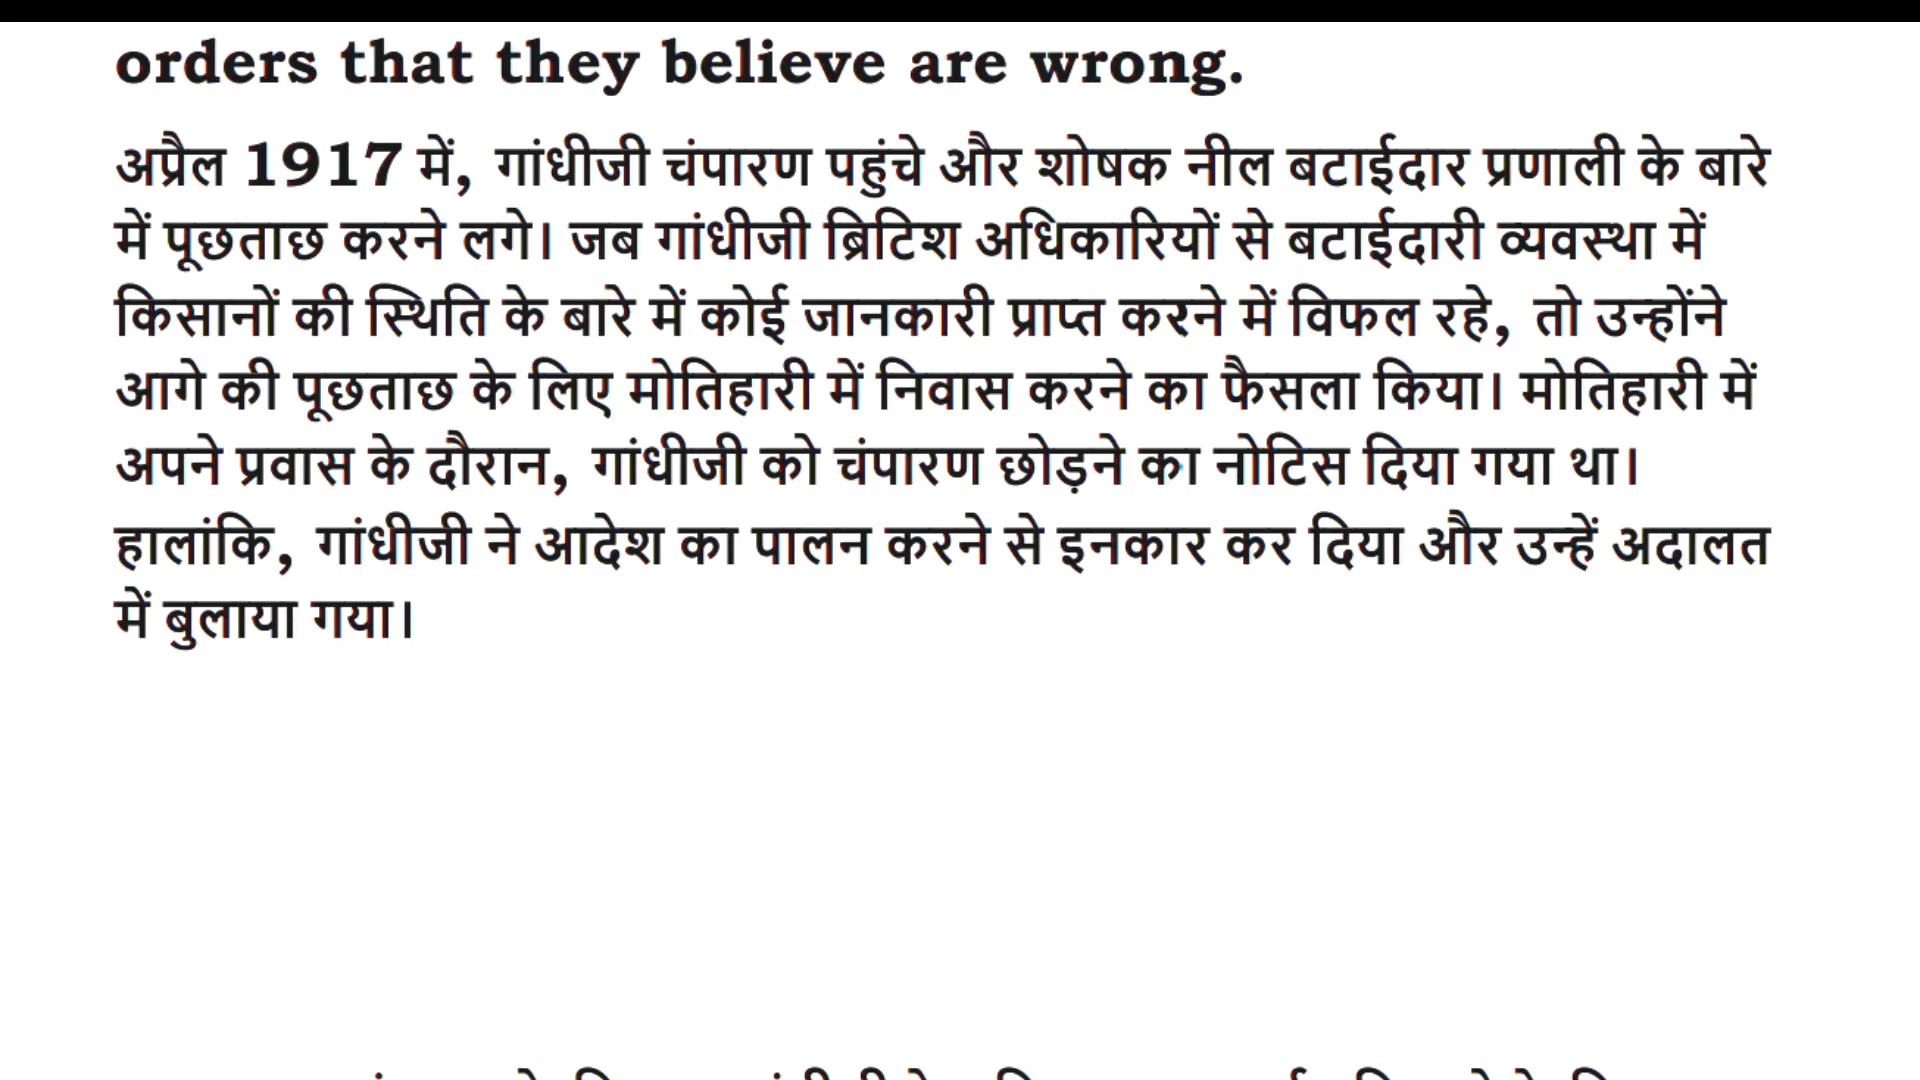 orders that they believe are wrong.
अप्रैल 1917 में, गांधीजी चंपारण पहुंचे और शोषक नील बटाईदार प्रणाली के बारे
में पूछताछ करने लगे। जब गांधीजी ब्रिटिश अधिकारियों से बटाईदारी व्यवस्था में
किसानों की स्थिति के बारे में कोई जानकारी प्राप्त करने में विफल रहे, तो उन्होंने
आगे की पूछताछ के लिए मोतिहारी में निवास करने का फैसला किया। मोतिहारी में
अपने प्रवास के दौरान, गांधीजी को चंपारण छोड़ने का नोटिस दिया गया था।
हालांकि, गांधीजी ने आदेश का पालन करने से इनकार कर दिया और उन्हें अदालत
में बुलाया गया।